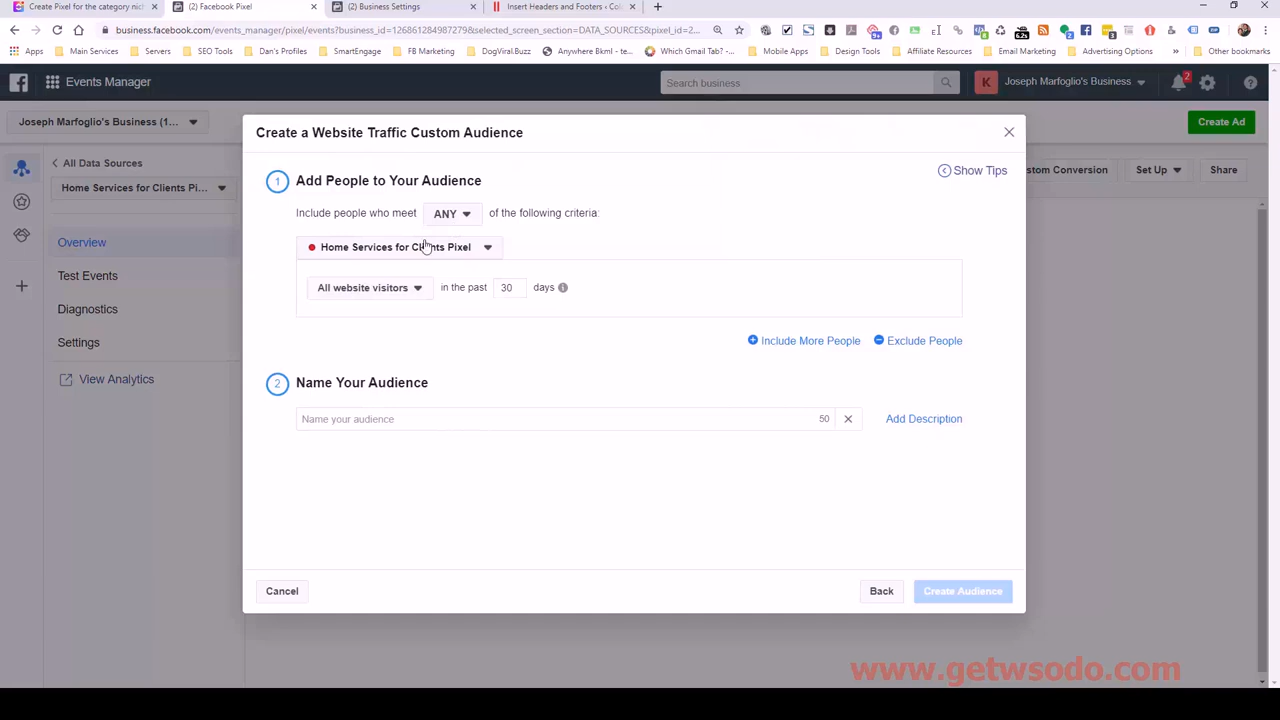 Create Pixel for the category nich
(2) Facebook Pixel
(2) Business Settings
Insert Headers and Footers ‹ Col
business.facebook.com/events_manager/pixel/events?business_id=126861284987279&selected_screen_section=DATA_SOURCES&pixel_id=2...
Apps
Main Services
Servers
SEO Tools
Dan's Profiles
SmartEngage
FB Marketing
DogViral.Buzz
Anywhere Bkml - te...
Which Gmail Tab? -...
Mobile Apps
Design Tools
Affiliate Resources
Email Marketing
Advertising Options
»
Other bookmarks
Events Manager
Search business
K
Joseph Marfoglio's Business
2
Joseph Marfoglio's Business (1...
Create Ad
All Data Sources
Home Services for Clients Pi...
stom Conversion
Set Up
Share
Overview
Test Events
Diagnostics
Settings
View Analytics
Create a Website Traffic Custom Audience
Show Tips
1 Add People to Your Audience
Include people who meet ANY of the following criteria:
Home Services for Clients Pixel
All website visitors in the past 30 days
Include More People Exclude People
2 Name Your Audience
Name your audience 50 Add Description
Cancel Back Create Audience
www.getwsodo.com